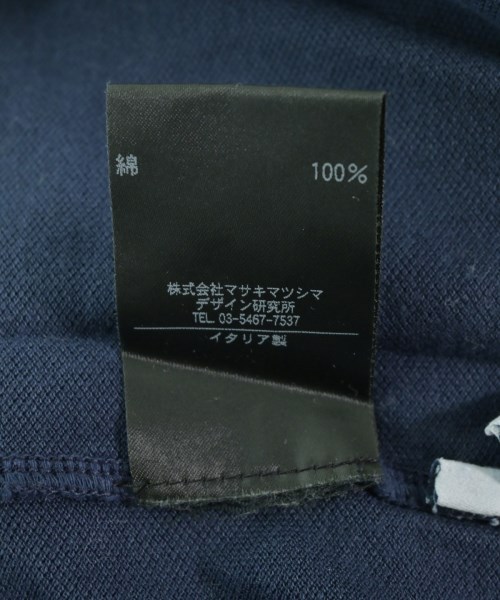 綿 100%
株式会社マサキマツシマ
デザイン研究所
TEL. 03-5467-7537
イタリア製